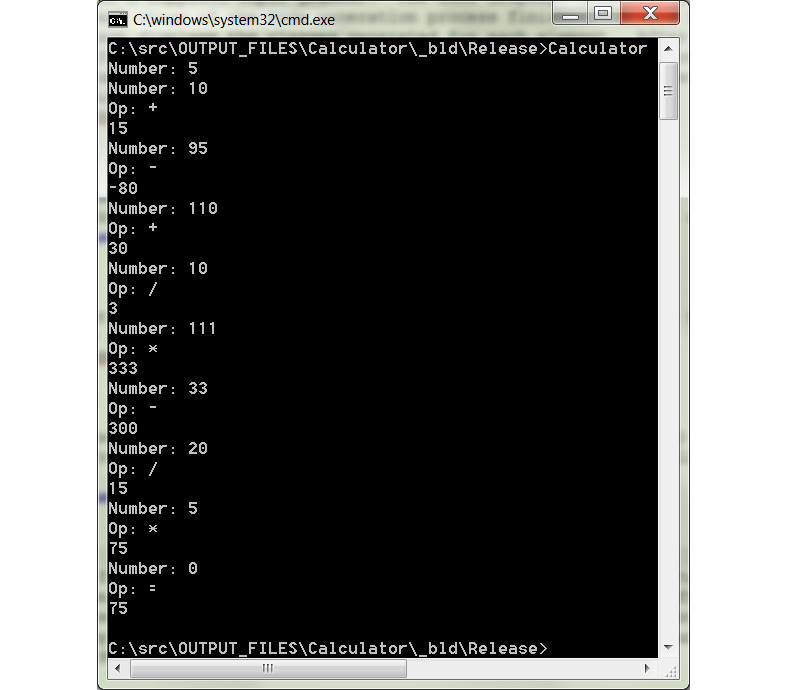 C:\windows\system32\cmd.exe
C:\src\OUTPUT_FILES\Calculator\_bld\Release>Calculator
Number: 5
Number: 10
Op: +
15
Number: 95
Op: -
-80
Number: 110
Op: +
30
Number: 10
Op: /
3
Number: 111
Op: *
333
Number: 33
Op: -
300
Number: 20
Op: /
15
Number: 5
Op: *
75
Number: 0
Op: =
75
C:\src\OUTPUT_FILES\Calculator\_bld\Release>